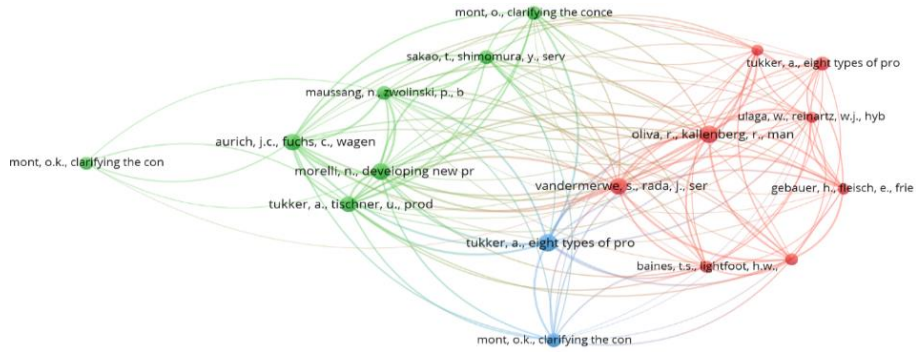 mont, o., clarifying the conce
sakao, t., shimomura, y., serv
tukker, a., eight types of pro
maussang, n., zwolinski, p., b
ulaga, w., reinartz, w.j., hyb
oliva, r., kallenberg, r., man
aurich, j.c., fuchs, c., wagen
mont, o.k., clarifying the con
morelli, n., developing new pr
vandermerwe, s., rada, j., ser
gebauer, h., fleisch, e., frie
tukker, a., tischner, u., prod
tukker, a., eight types of pro
baines, t.s., lightfoot, h.w.,
mont, o.k., clarifying the con